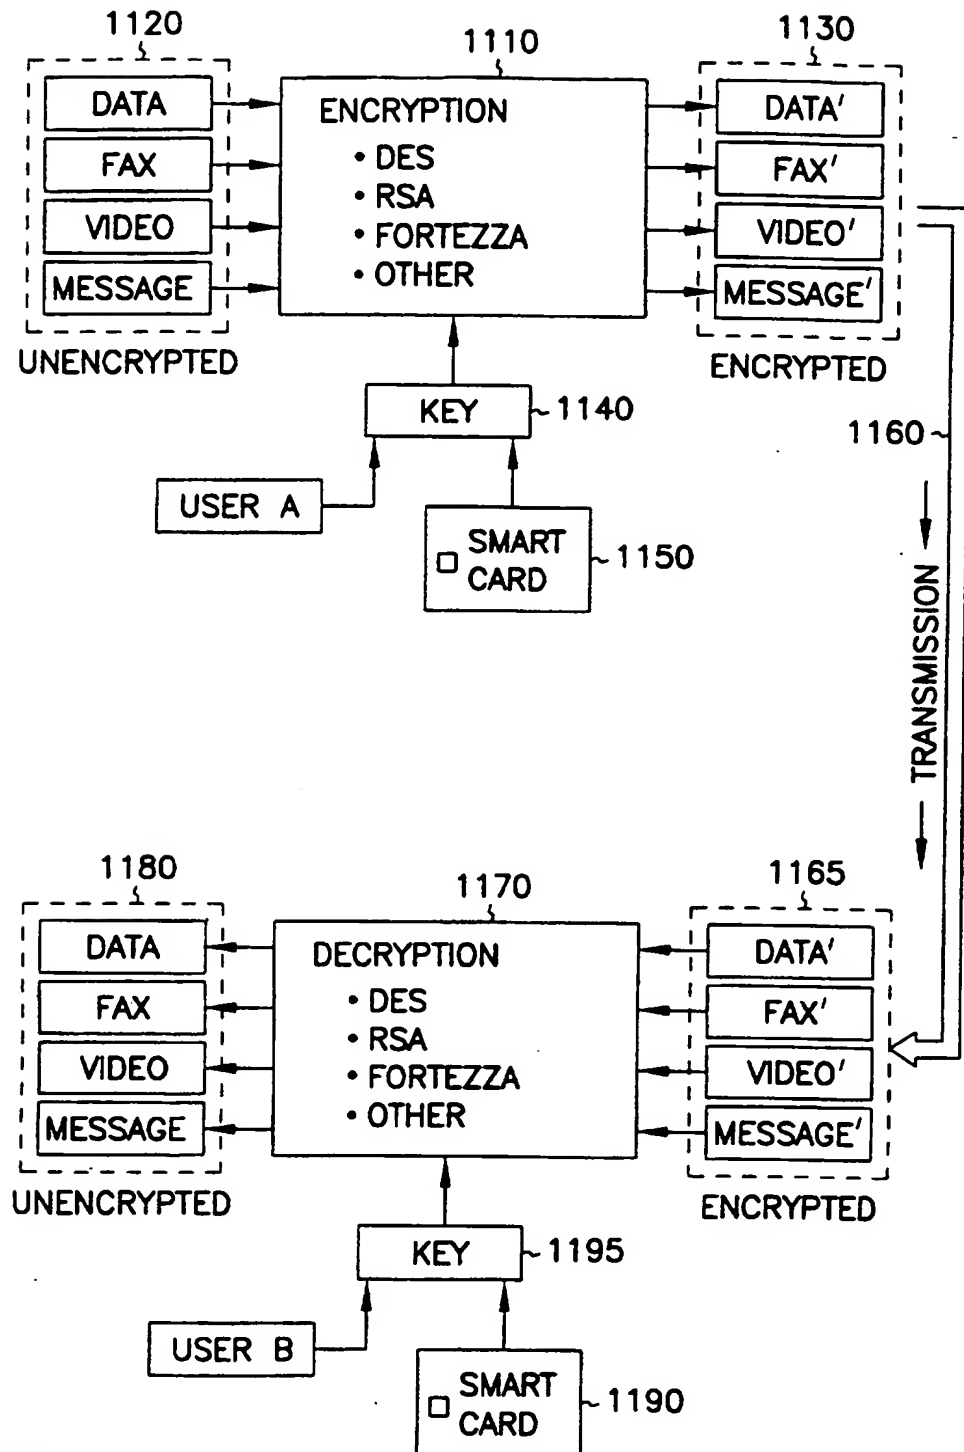 1120
1110
1130
DATA
FAX
VIDEO
MESSAGE
UNENCRYPTED
ENCRYPTION
• DES
• RSA
• FORTEZZA
• OTHER
DATA'
FAX'
VIDEO'
MESSAGE'
ENCRYPTED
KEY
1140
1160
USER A
SMART
CARD
1150
TRANSMISSION
1180
1170
1165
DATA
FAX
VIDEO
MESSAGE
UNENCRYPTED
DECRYPTION
• DES
• RSA
• FORTEZZA
• OTHER
DATA'
FAX'
VIDEO'
MESSAGE'
ENCRYPTED
KEY
1195
USER B
SMART
CARD
1190